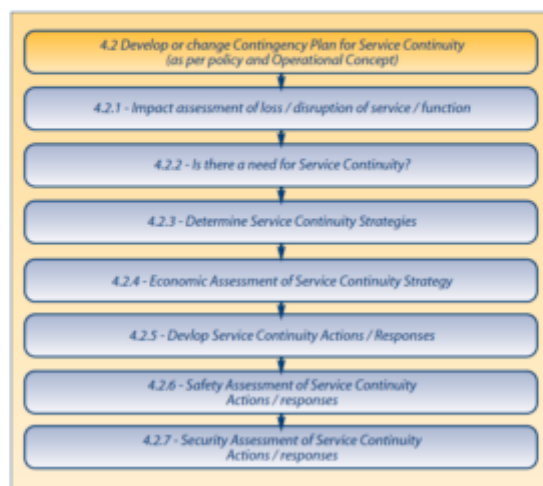 4.2 Develop or change Contingency Plan for Service Continuity
(as per policy and Operational Concept)
4.2.1 - Impact assessment of loss / disruption of service / function
4.2.2 - Is there a need for Service Continuity?
4.2.3 - Determine Service Continuity Strategies
4.2.4 - Economic Assessment of Service Continuity Strategy
4.2.5 - Devlop Service Continuity Actions / Responses
4.2.6 - Safety Assessment of Service Continuity
Actions / responses
4.2.7 - Security Assessment of Service Continuity
Actions / responses